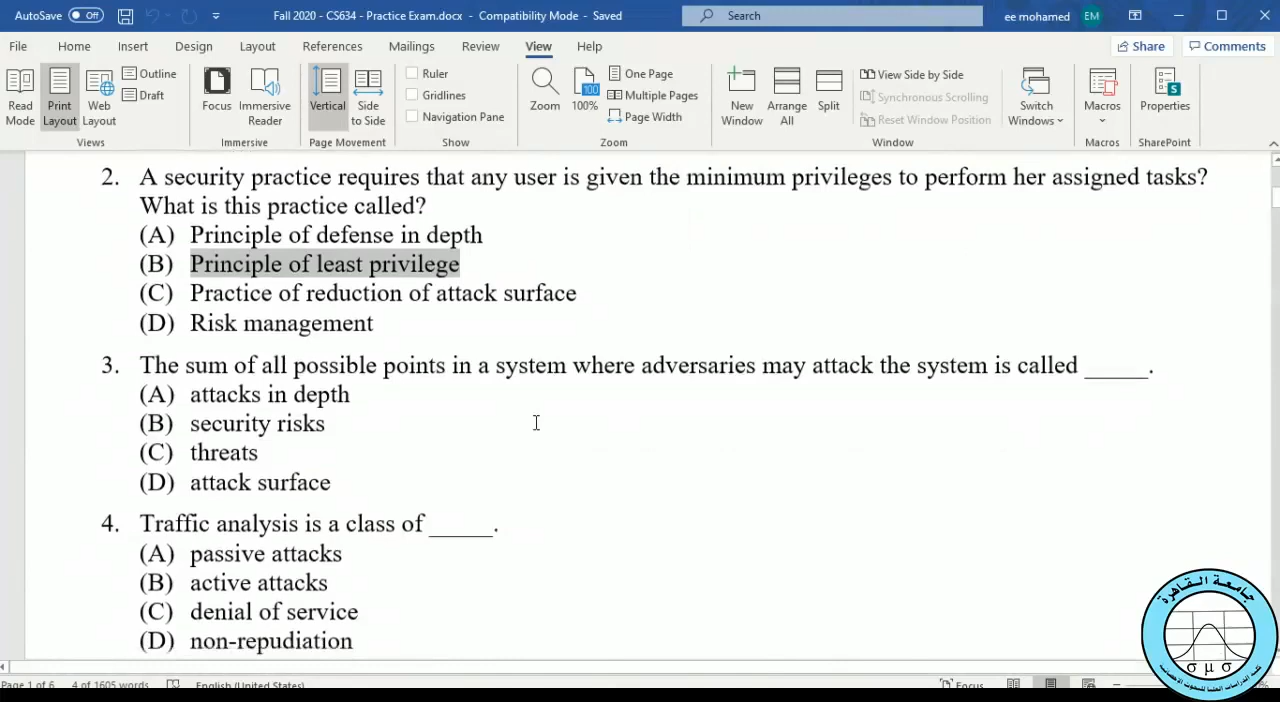 AutoSave Off Fall 2020 - CS634 - Practice Exam.docx - Compatibility Mode - Saved Search ee mohamed EM
File Home Insert Design Layout References Mailings Review View Help Share Comments
Read Mode Print Layout Web Layout Outline Draft Focus Immersive Reader Vertical Side to Side Ruler Gridlines Navigation Pane Zoom 100% 100 One Page Multiple Pages Page Width New Window Arrange All Split View Side by Side Synchronous Scrolling Reset Window Position Switch Windows Macros Properties
Views Immersive Page Movement Show Zoom Window Macros SharePoint
2. A security practice requires that any user is given the minimum privileges to perform her assigned tasks?
What is this practice called?
(A) Principle of defense in depth
(B) Principle of least privilege
(C) Practice of reduction of attack surface
(D) Risk management
3. The sum of all possible points in a system where adversaries may attack the system is called _____.
(A) attacks in depth
(B) security risks
(C) threats
(D) attack surface
4. Traffic analysis is a class of _____.
(A) passive attacks
(B) active attacks
(C) denial of service
(D) non-repudiation
جامعة القاهرة
σ μ σ
Page 1 of 6 4 of 1605 words English (United States) Focus